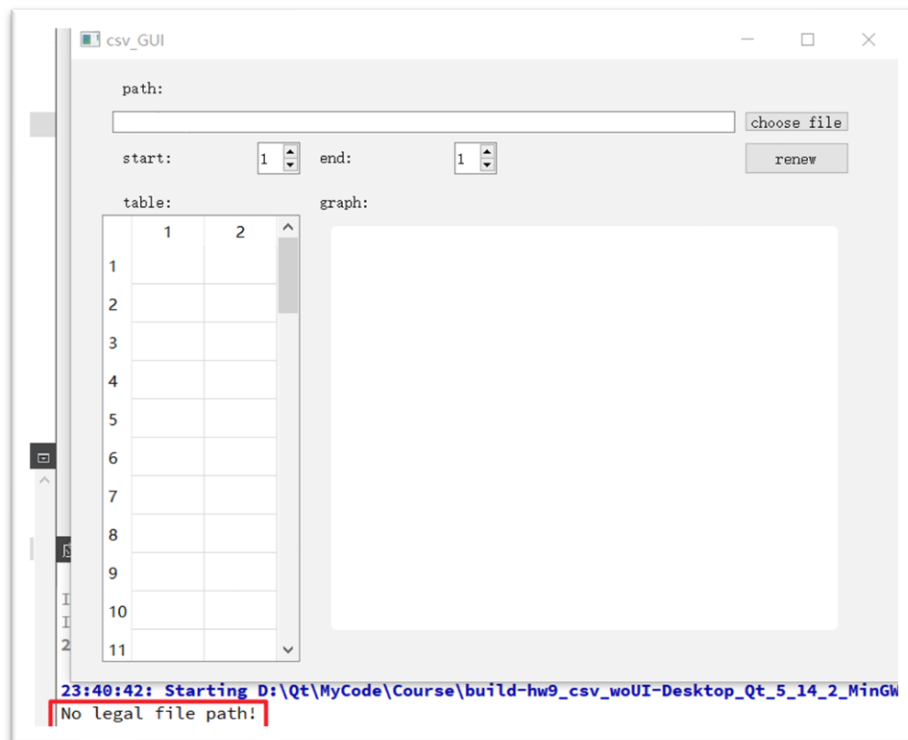 csv_GUI
path:
choose file
start: 1 end: 1 renew
table: graph:
1 2
1
2
3
4
5
6
7
8
9
10
11
I
I
2
23:40:42: Starting D:\Qt\MyCode\Course\build-hw9_csv_woUI-Desktop_Qt_5_14_2_MinGW
No legal file path!